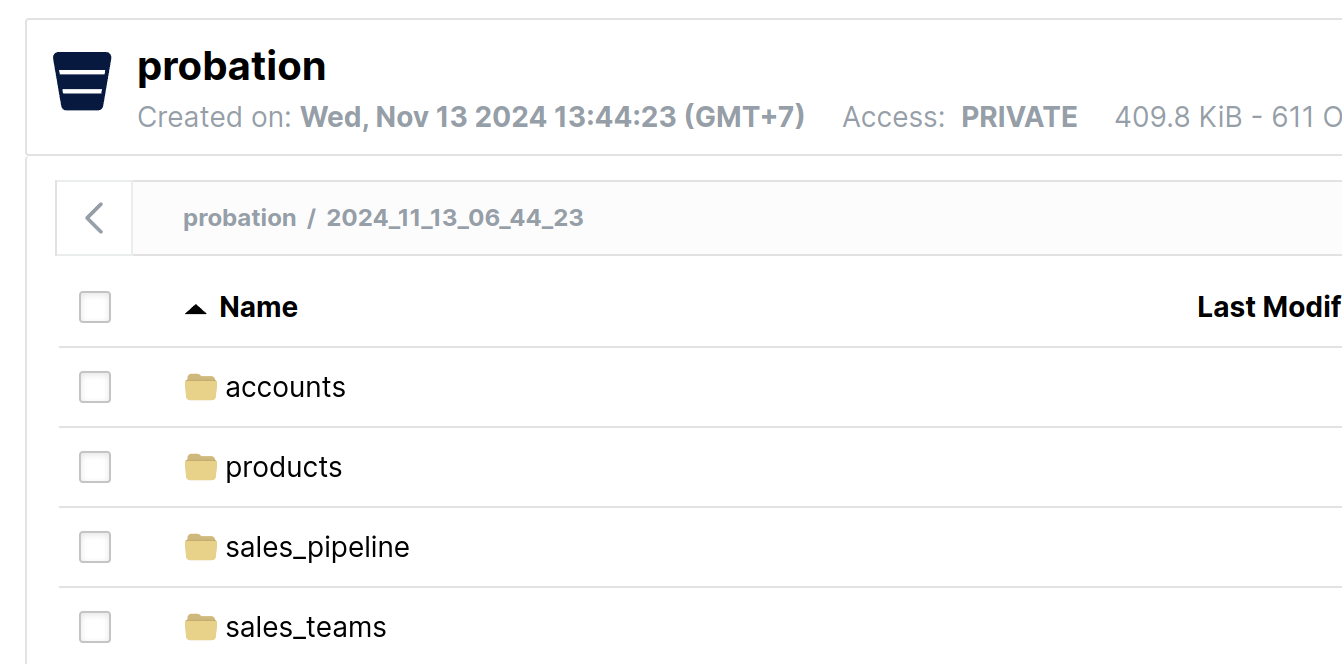 probation
Created on: Wed, Nov 13 2024 13:44:23 (GMT+7) Access: PRIVATE 409.8 KiB - 611 O
probation / 2024_11_13_06_44_23
Name Last Modif
accounts
products
sales_pipeline
sales_teams